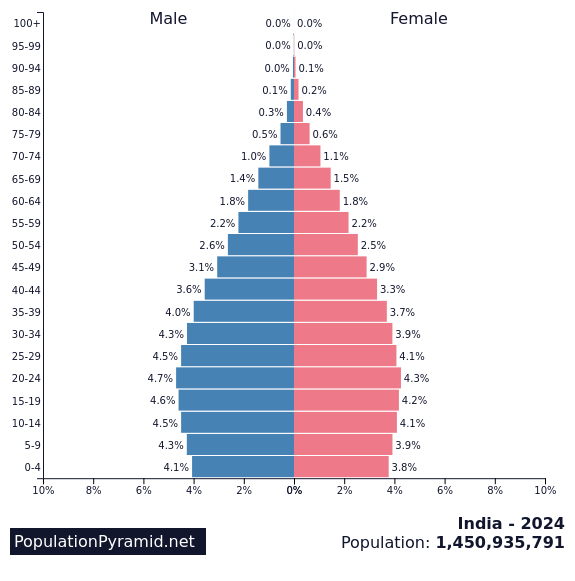 Male Female
100+ 0.0% 0.0%
95-99 0.0% 0.0%
90-94 0.0% 0.1%
85-89 0.1% 0.2%
80-84 0.3% 0.4%
75-79 0.5% 0.6%
70-74 1.0% 1.1%
65-69 1.4% 1.5%
60-64 1.8% 1.8%
55-59 2.2% 2.2%
50-54 2.6% 2.5%
45-49 3.1% 2.9%
40-44 3.6% 3.3%
35-39 4.0% 3.7%
30-34 4.3% 3.9%
25-29 4.5% 4.1%
20-24 4.7% 4.3%
15-19 4.6% 4.2%
10-14 4.5% 4.1%
5-9 4.3% 3.9%
0-4 4.1% 3.8%
10% 8% 6% 4% 2% 0% 2% 4% 6% 8% 10%
India - 2024
PopulationPyramid.net Population: 1,450,935,791